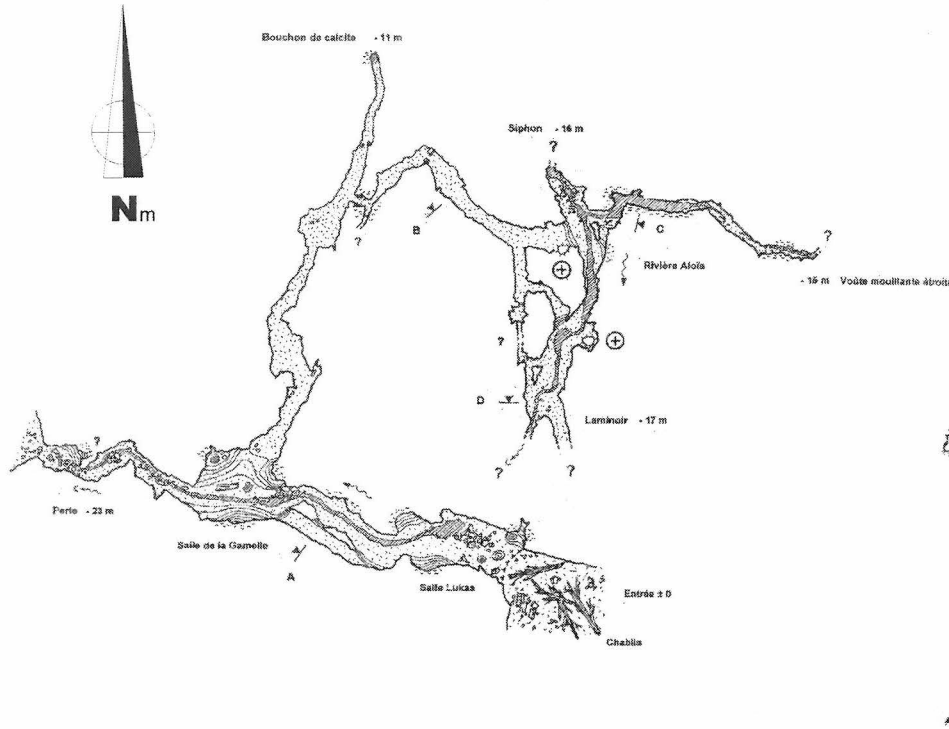 Bouchon de calcite - 11 m
Siphon - 16 m
?
Nm
?
B
C
?
Rivière Aloïs
- 15 m Voûte mouillante étroite
?
D
Laminoir - 17 m
?
?
?
Perte - 23 m
Salle de la Gamelle
A
Salle Lukas
Entrée ± 0
Chablis